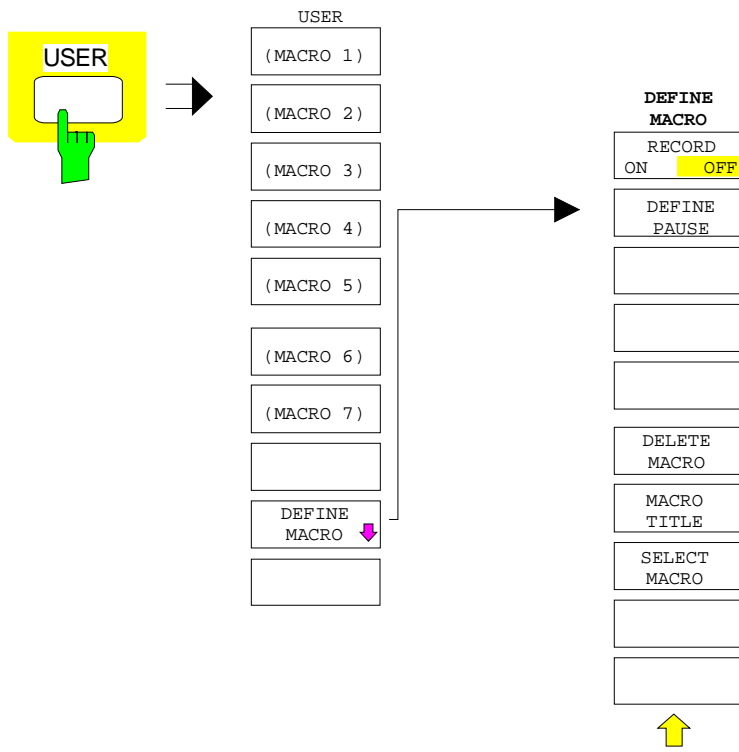 USER
USER
(MACRO 1)
(MACRO 2)
(MACRO 3)
(MACRO 4)
(MACRO 5)
(MACRO 6)
(MACRO 7)
DEFINE
MACRO
DEFINE
MACRO
RECORD
ON OFF
DEFINE
PAUSE
DELETE
MACRO
MACRO
TITLE
SELECT
MACRO